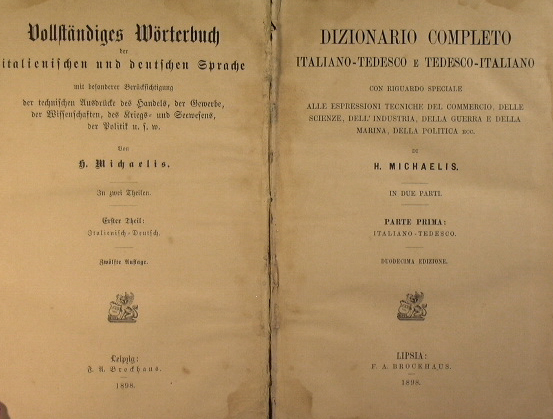 Vollständiges Wörterbuch
der
italienischen und deutschen Sprache
mit besonderer Berücksichtigung
der technischen Ausdrücke des Handels, der Gewerbe,
der Wissenschaften, des Kriegs- und Seewesens,
der Politik u. s. w.
Von
H. Michaelis.
In zwei Theilen.
Erster Theil:
Italienisch-Deutsch.
Zwölfte Auflage.
Leipzig:
F. A. Brockhaus.
1898.
DIZIONARIO COMPLETO
ITALIANO-TEDESCO E TEDESCO-ITALIANO
CON RIGUARDO SPECIALE
ALLE ESPRESSIONI TECNICHE DEL COMMERCIO, DELLE
SCIENZE, DELL' INDUSTRIA, DELLA GUERRA E DELLA
MARINA, DELLA POLITICA ECC.
DI
H. MICHAELIS.
IN DUE PARTI.
PARTE PRIMA:
ITALIANO-TEDESCO.
DUODECIMA EDIZIONE.
LIPSIA:
F. A. BROCKHAUS.
1898.